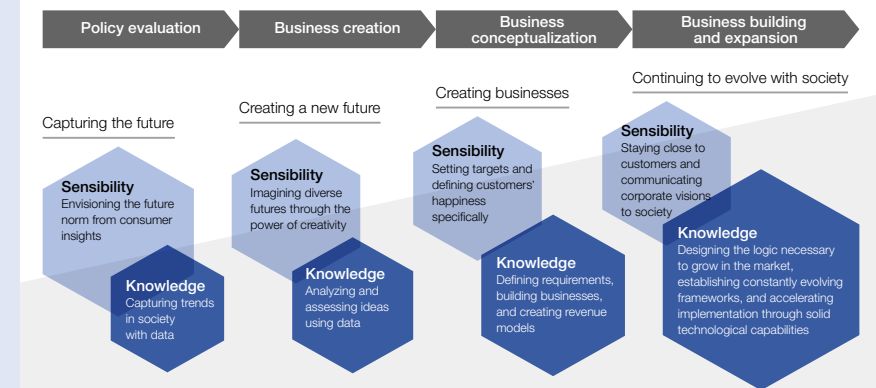 Policy evaluation
Business creation
Business
conceptualization
Business building
and expansion
Capturing the future
Creating a new future
Creating businesses
Continuing to evolve with society
Sensibility
Envisioning the future
norm from consumer
insights
Knowledge
Capturing trends
in society
with data
Sensibility
Imagining diverse
futures through the
power of creativity
Knowledge
Analyzing and
assessing ideas
using data
Sensibility
Setting targets and
defining customers'
happiness
specifically
Knowledge
Defining requirements,
building businesses,
and creating revenue
models
Sensibility
Staying close to
customers and
communicating
corporate visions
to society
Knowledge
Designing the logic necessary
to grow in the market,
establishing constantly evolving
frameworks, and accelerating
implementation through solid
technological capabilities